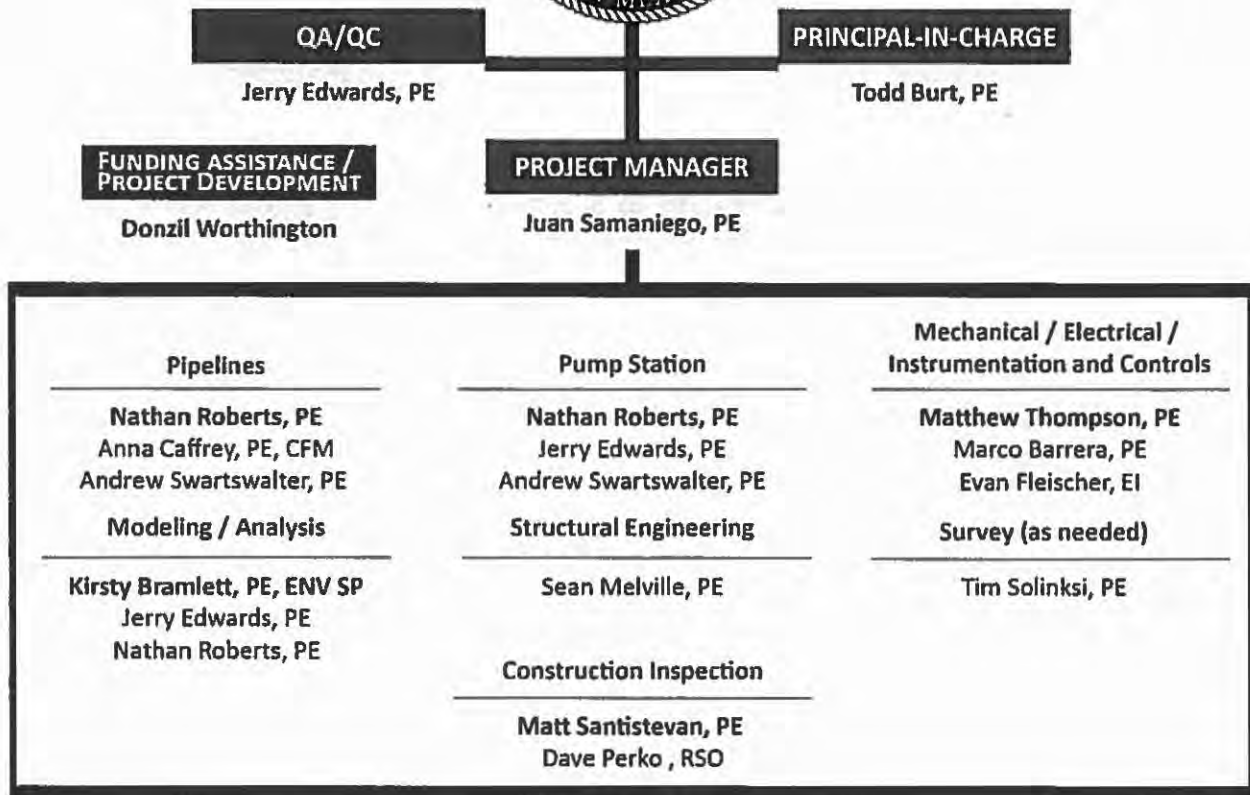 QA/QC
PRINCIPAL-IN-CHARGE
Jerry Edwards, PE
Todd Burt, PE
FUNDING ASSISTANCE /
PROJECT DEVELOPMENT
Donzil Worthington
PROJECT MANAGER
Juan Samaniego, PE
Pipelines
Nathan Roberts, PE
Anna Caffrey, PE, CFM
Andrew Swartswalter, PE
Modeling / Analysis
Kirsty Bramlett, PE, ENV SP
Jerry Edwards, PE
Nathan Roberts, PE
Pump Station
Nathan Roberts, PE
Jerry Edwards, PE
Andrew Swartswalter, PE
Structural Engineering
Sean Melville, PE
Construction Inspection
Matt Santistevan, PE
Dave Perko , RSO
Mechanical / Electrical /
Instrumentation and Controls
Matthew Thompson, PE
Marco Barrera, PE
Evan Fleischer, EI
Survey (as needed)
Tim Solinksi, PE